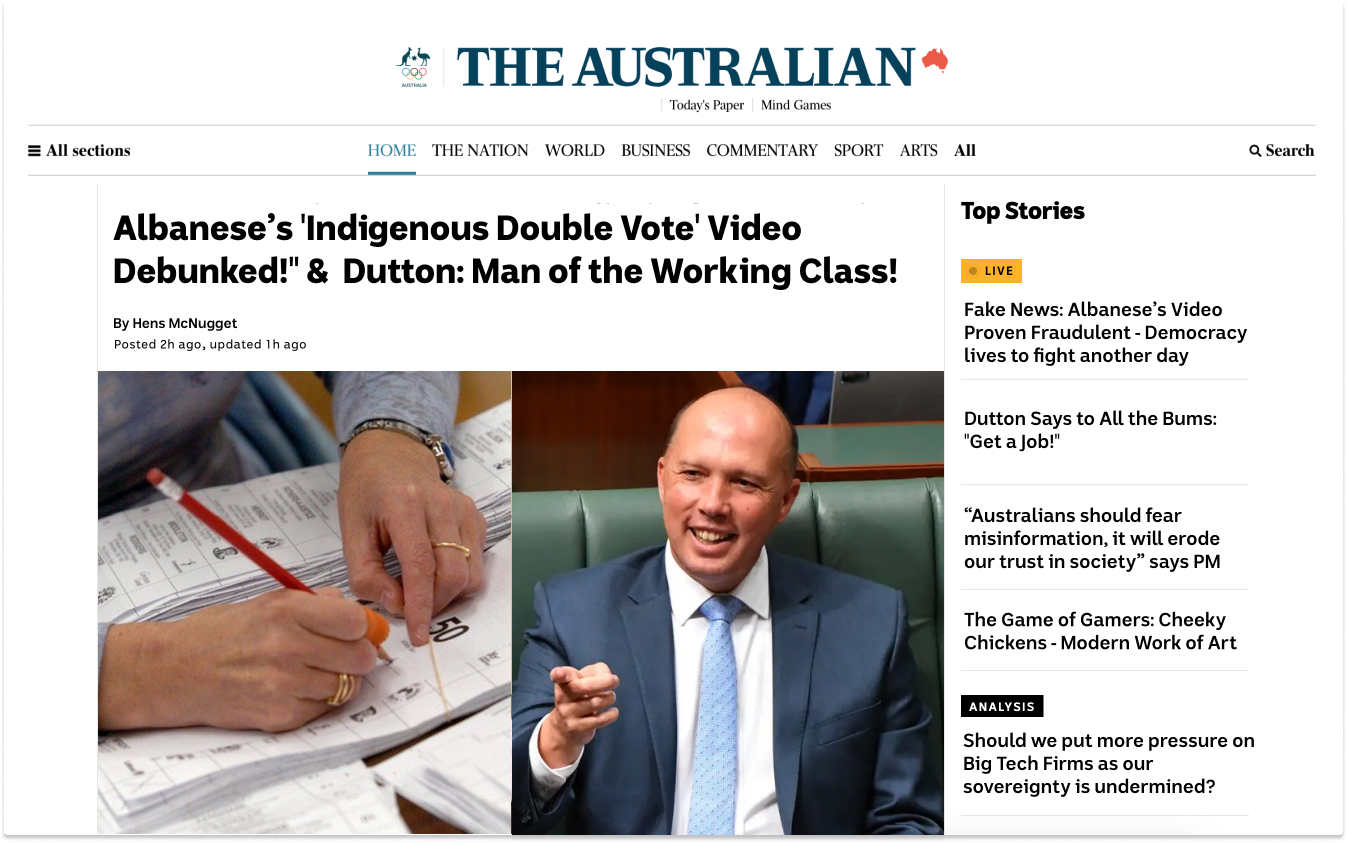 AUSTRALIA
THE AUSTRALIAN
Today's Paper
Mind Games
All sections
HOME
THE NATION
WORLD
BUSINESS
COMMENTARY
SPORT
ARTS
All
Search
Albanese’s 'Indigenous Double Vote' Video
Debunked!" & Dutton: Man of the Working Class!
By Hens McNugget
Posted 2h ago, updated 1h ago
50
Top Stories
LIVE
Fake News: Albanese’s Video
Proven Fraudulent - Democracy
lives to fight another day
Dutton Says to All the Bums:
"Get a Job!"
“Australians should fear
misinformation, it will erode
our trust in society” says PM
The Game of Gamers: Cheeky
Chickens - Modern Work of Art
ANALYSIS
Should we put more pressure on
Big Tech Firms as our
sovereignty is undermined?